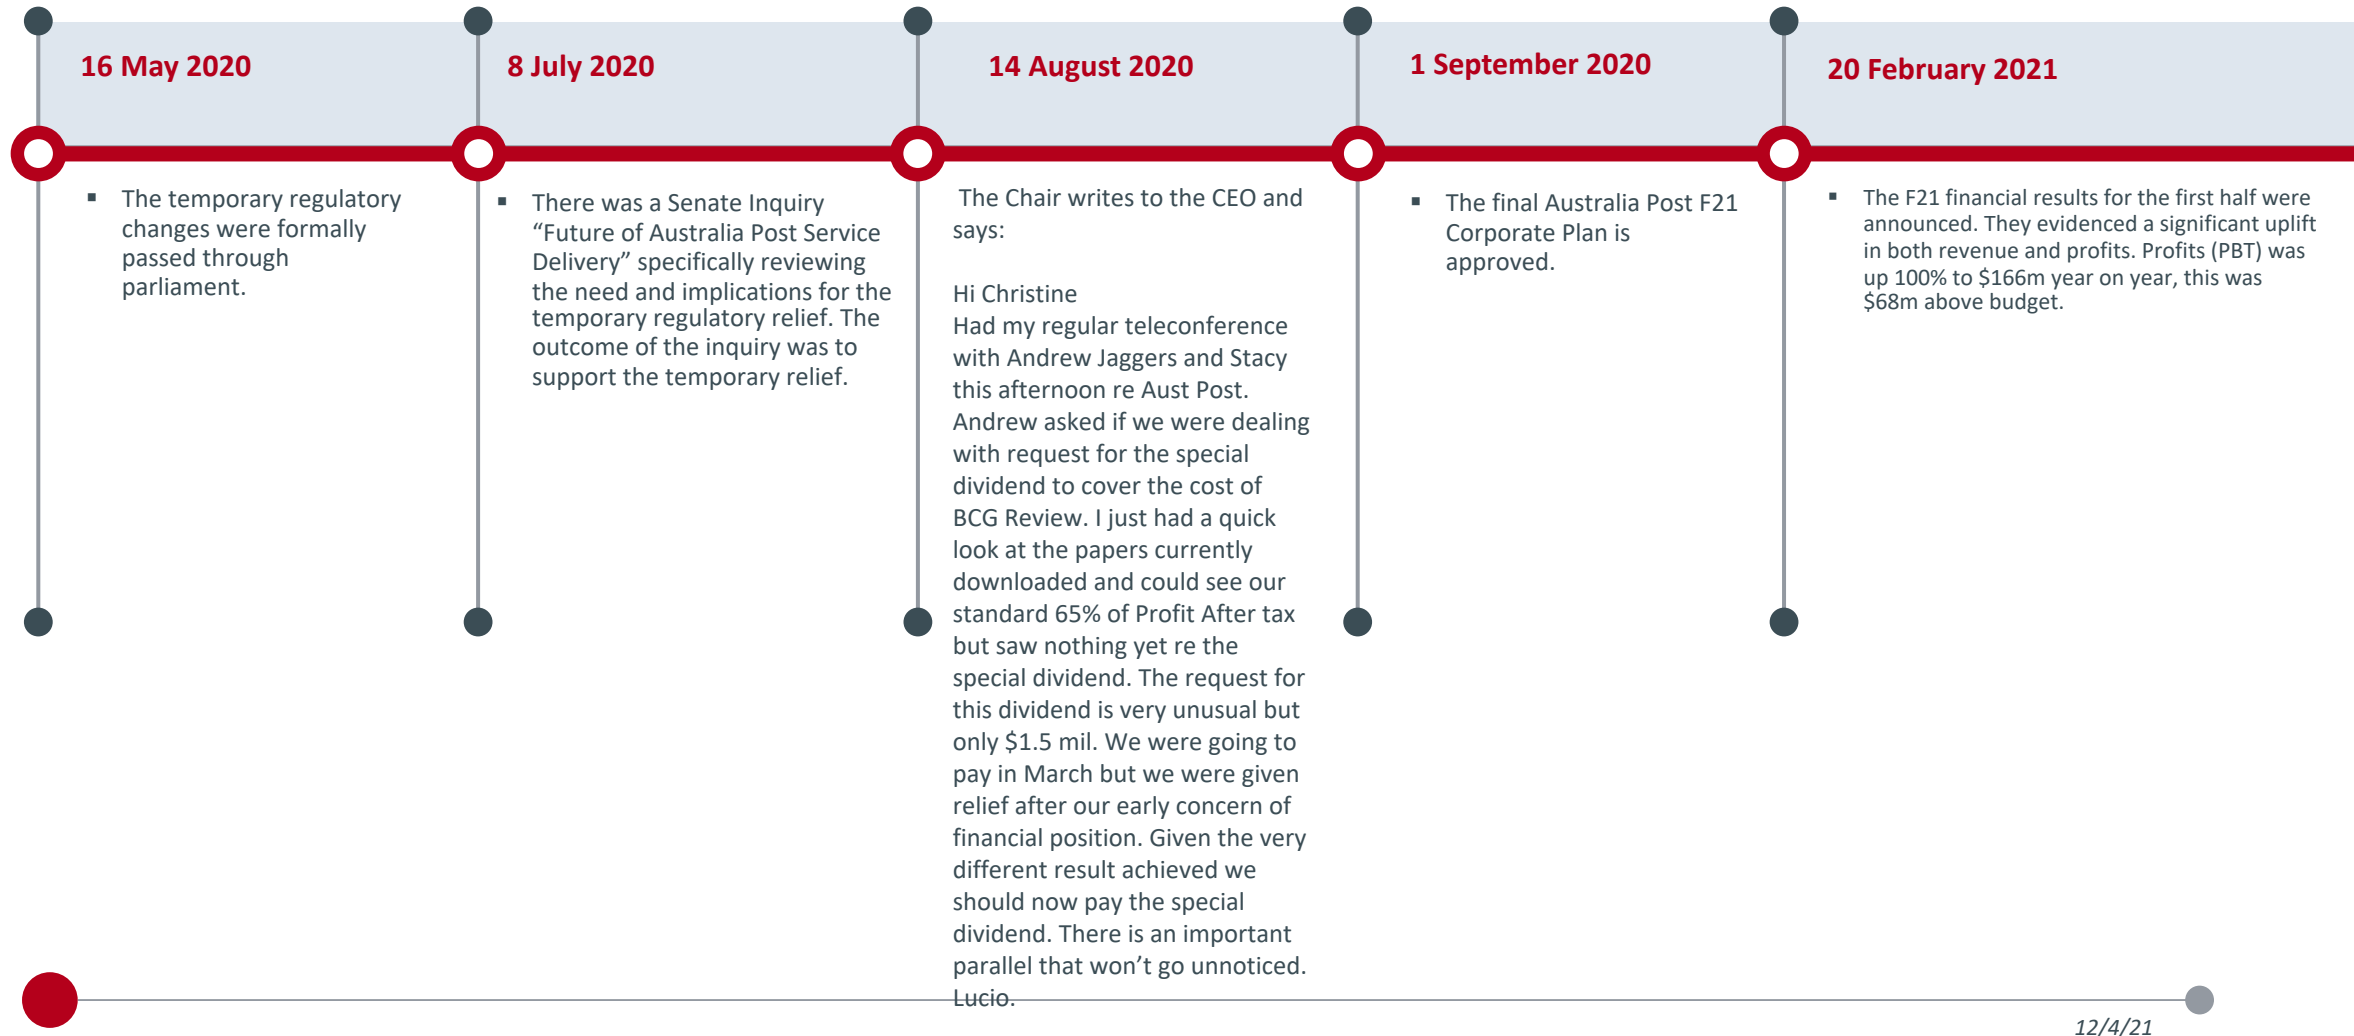 16 May 2020
▪ The temporary regulatory
changes were formally
passed through
parliament.
8 July 2020
▪ There was a Senate Inquiry
“Future of Australia Post Service
Delivery” specifically reviewing
the need and implications for the
temporary regulatory relief. The
outcome of the inquiry was to
support the temporary relief.
14 August 2020
The Chair writes to the CEO and
says:
Hi Christine
Had my regular teleconference
with Andrew Jaggers and Stacy
this afternoon re Aust Post.
Andrew asked if we were dealing
with request for the special
dividend to cover the cost of
BCG Review. I just had a quick
look at the papers currently
downloaded and could see our
standard 65% of Profit After tax
but saw nothing yet re the
special dividend. The request for
this dividend is very unusual but
only $1.5 mil. We were going to
pay in March but we were given
relief after our early concern of
financial position. Given the very
different result achieved we
should now pay the special
dividend. There is an important
parallel that won’t go unnoticed.
Lucio.
1 September 2020
▪ The final Australia Post F21
Corporate Plan is
approved.
20 February 2021
▪ The F21 financial results for the first half were
announced. They evidenced a significant uplift
in both revenue and profits. Profits (PBT) was
up 100% to $166m year on year, this was
$68m above budget.
12/4/21